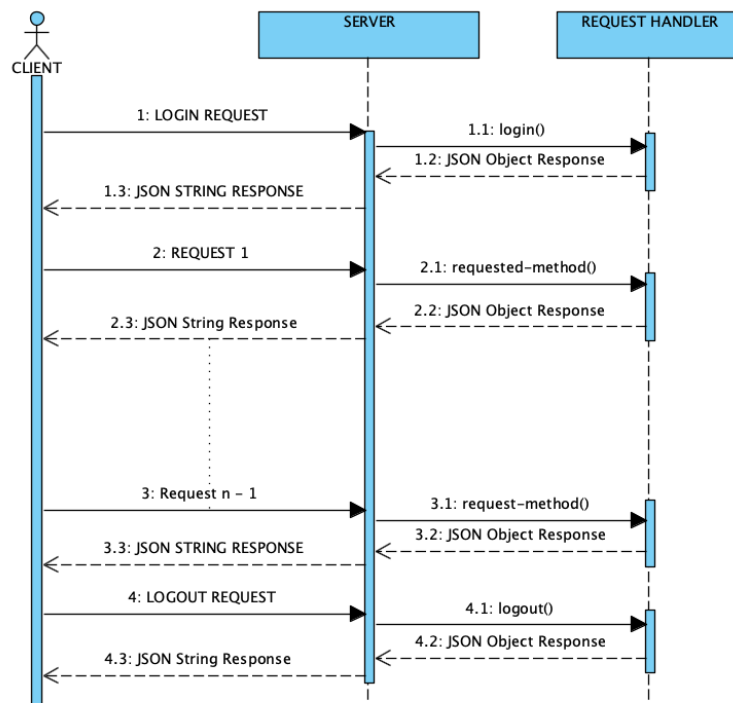 SERVER
REQUEST HANDLER
CLIENT
1: LOGIN REQUEST
1.1: login()
1.2: JSON Object Response
1.3: JSON STRING RESPONSE
2: REQUEST 1
2.1: requested-method()
2.2: JSON Object Response
2.3: JSON String Response
3: Request n - 1
3.1: request-method()
3.2: JSON Object Response
3.3: JSON STRING RESPONSE
4: LOGOUT REQUEST
4.1: logout()
4.2: JSON Object Response
4.3: JSON String Response